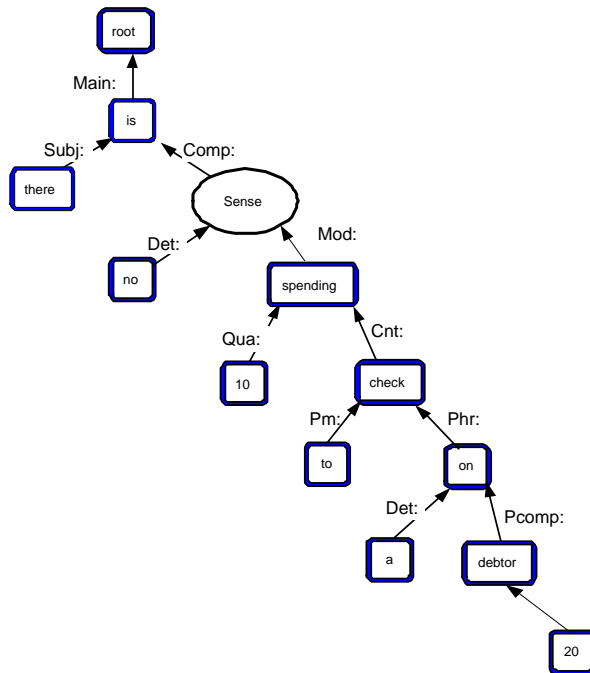 root
Main:
is
Subj:
Comp:
there
Sense
Det:
Mod:
no
spending
Qua:
Cnt:
10
check
Pm:
Phr:
to
on
Det:
Pcomp:
a
debtor
20